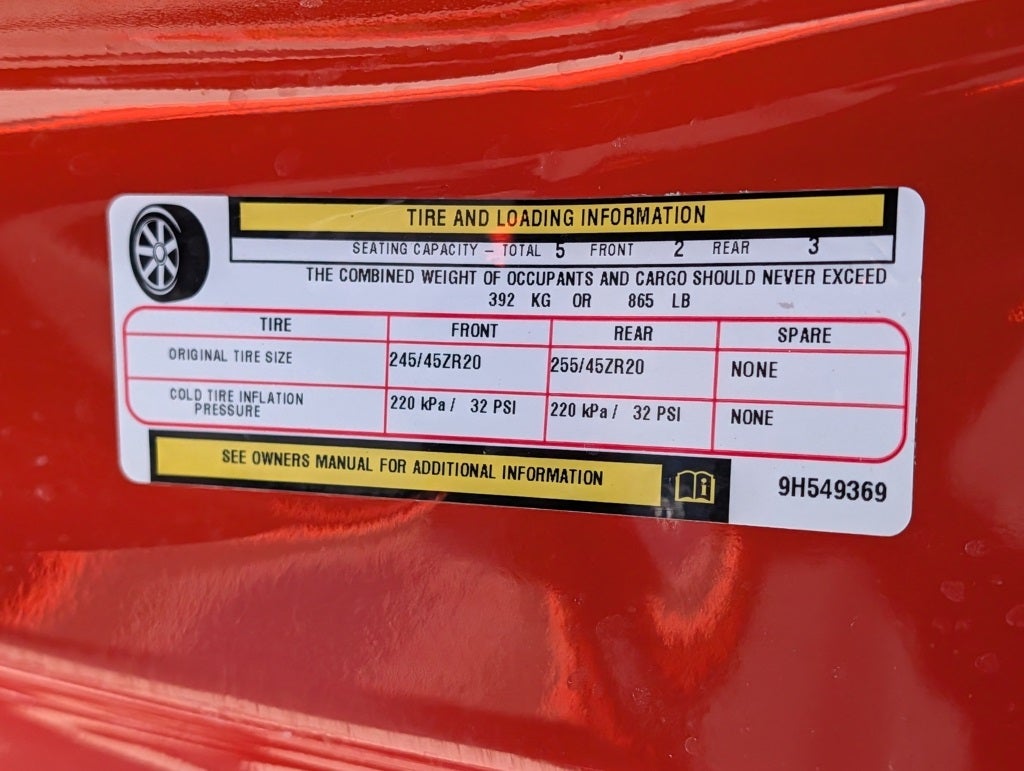 TIRE AND LOADING INFORMATION
SEATING CAPACITY – TOTAL 5 FRONT 2 REAR 3
THE COMBINED WEIGHT OF OCCUPANTS AND CARGO SHOULD NEVER EXCEED
392 KG OR 865 LB
TIRE FRONT REAR SPARE
ORIGINAL TIRE SIZE 245/45ZR20 255/45ZR20 NONE
COLD TIRE INFLATION
PRESSURE 220 kPa / 32 PSI 220 kPa / 32 PSI NONE
SEE OWNERS MANUAL FOR ADDITIONAL INFORMATION i
9H549369